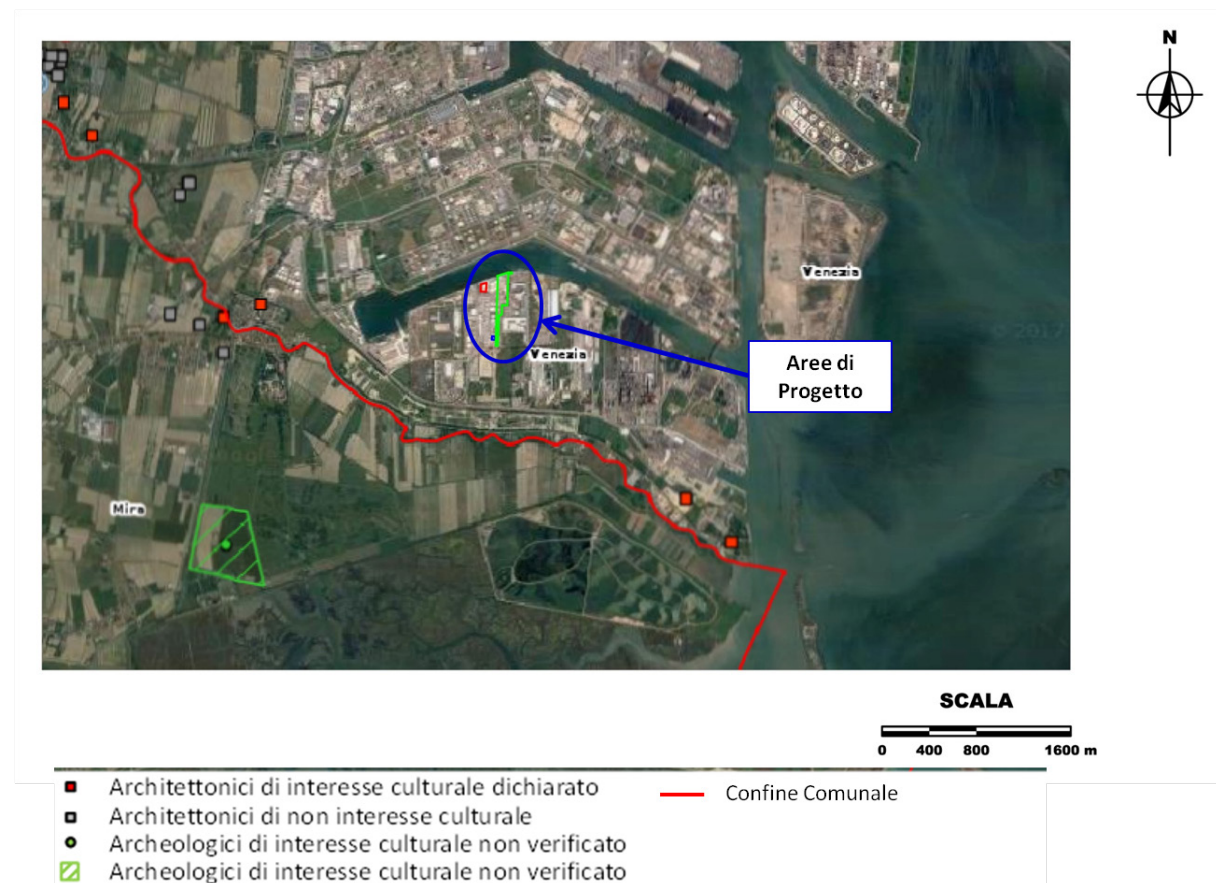 N
Venezia
Aree di
Progetto
Venezia
Mira
2017
SCALA
0 400 800 1600 m
Architettonici di interesse culturale dichiarato
Confine Comunale
Architettonici di non interesse culturale
Archeologici di interesse culturale non verificato
Archeologici di interesse culturale non verificato